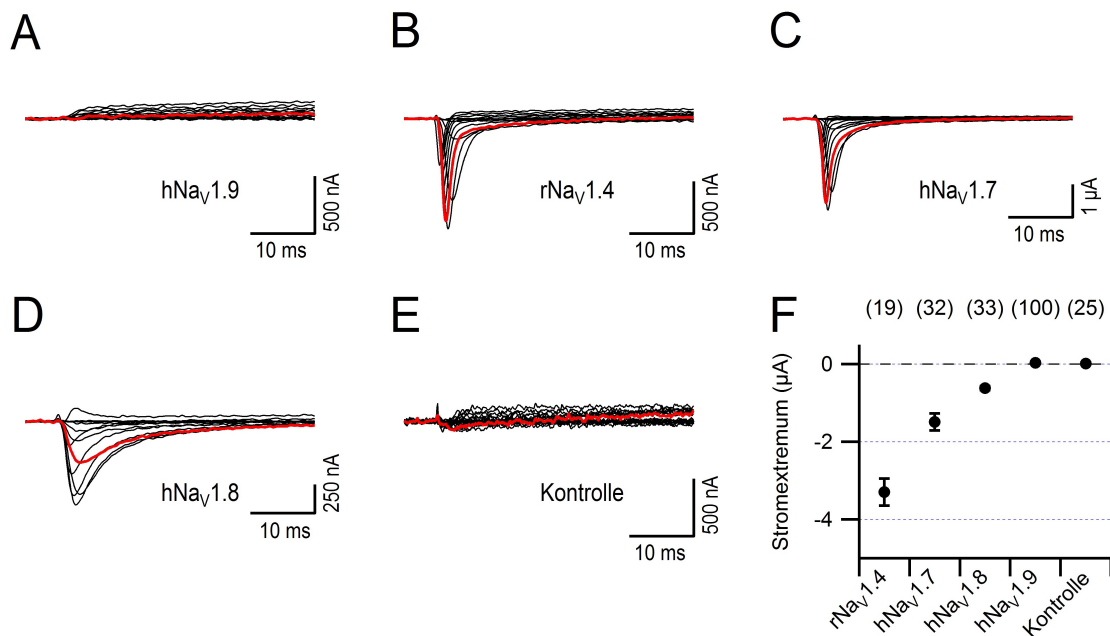 A
B
C
hNaV1.9
500 nA
10 ms
rNaV1.4
500 nA
10 ms
hNaV1.7
1 µA
10 ms
D
E
F
hNaV1.8
250 nA
10 ms
Kontrolle
500 nA
10 ms
(19) (32) (33) (100) (25)
Stromextremum (µA)
0
-2
-4
rNaV1.4
hNaV1.7
hNaV1.8
hNaV1.9
Kontrolle